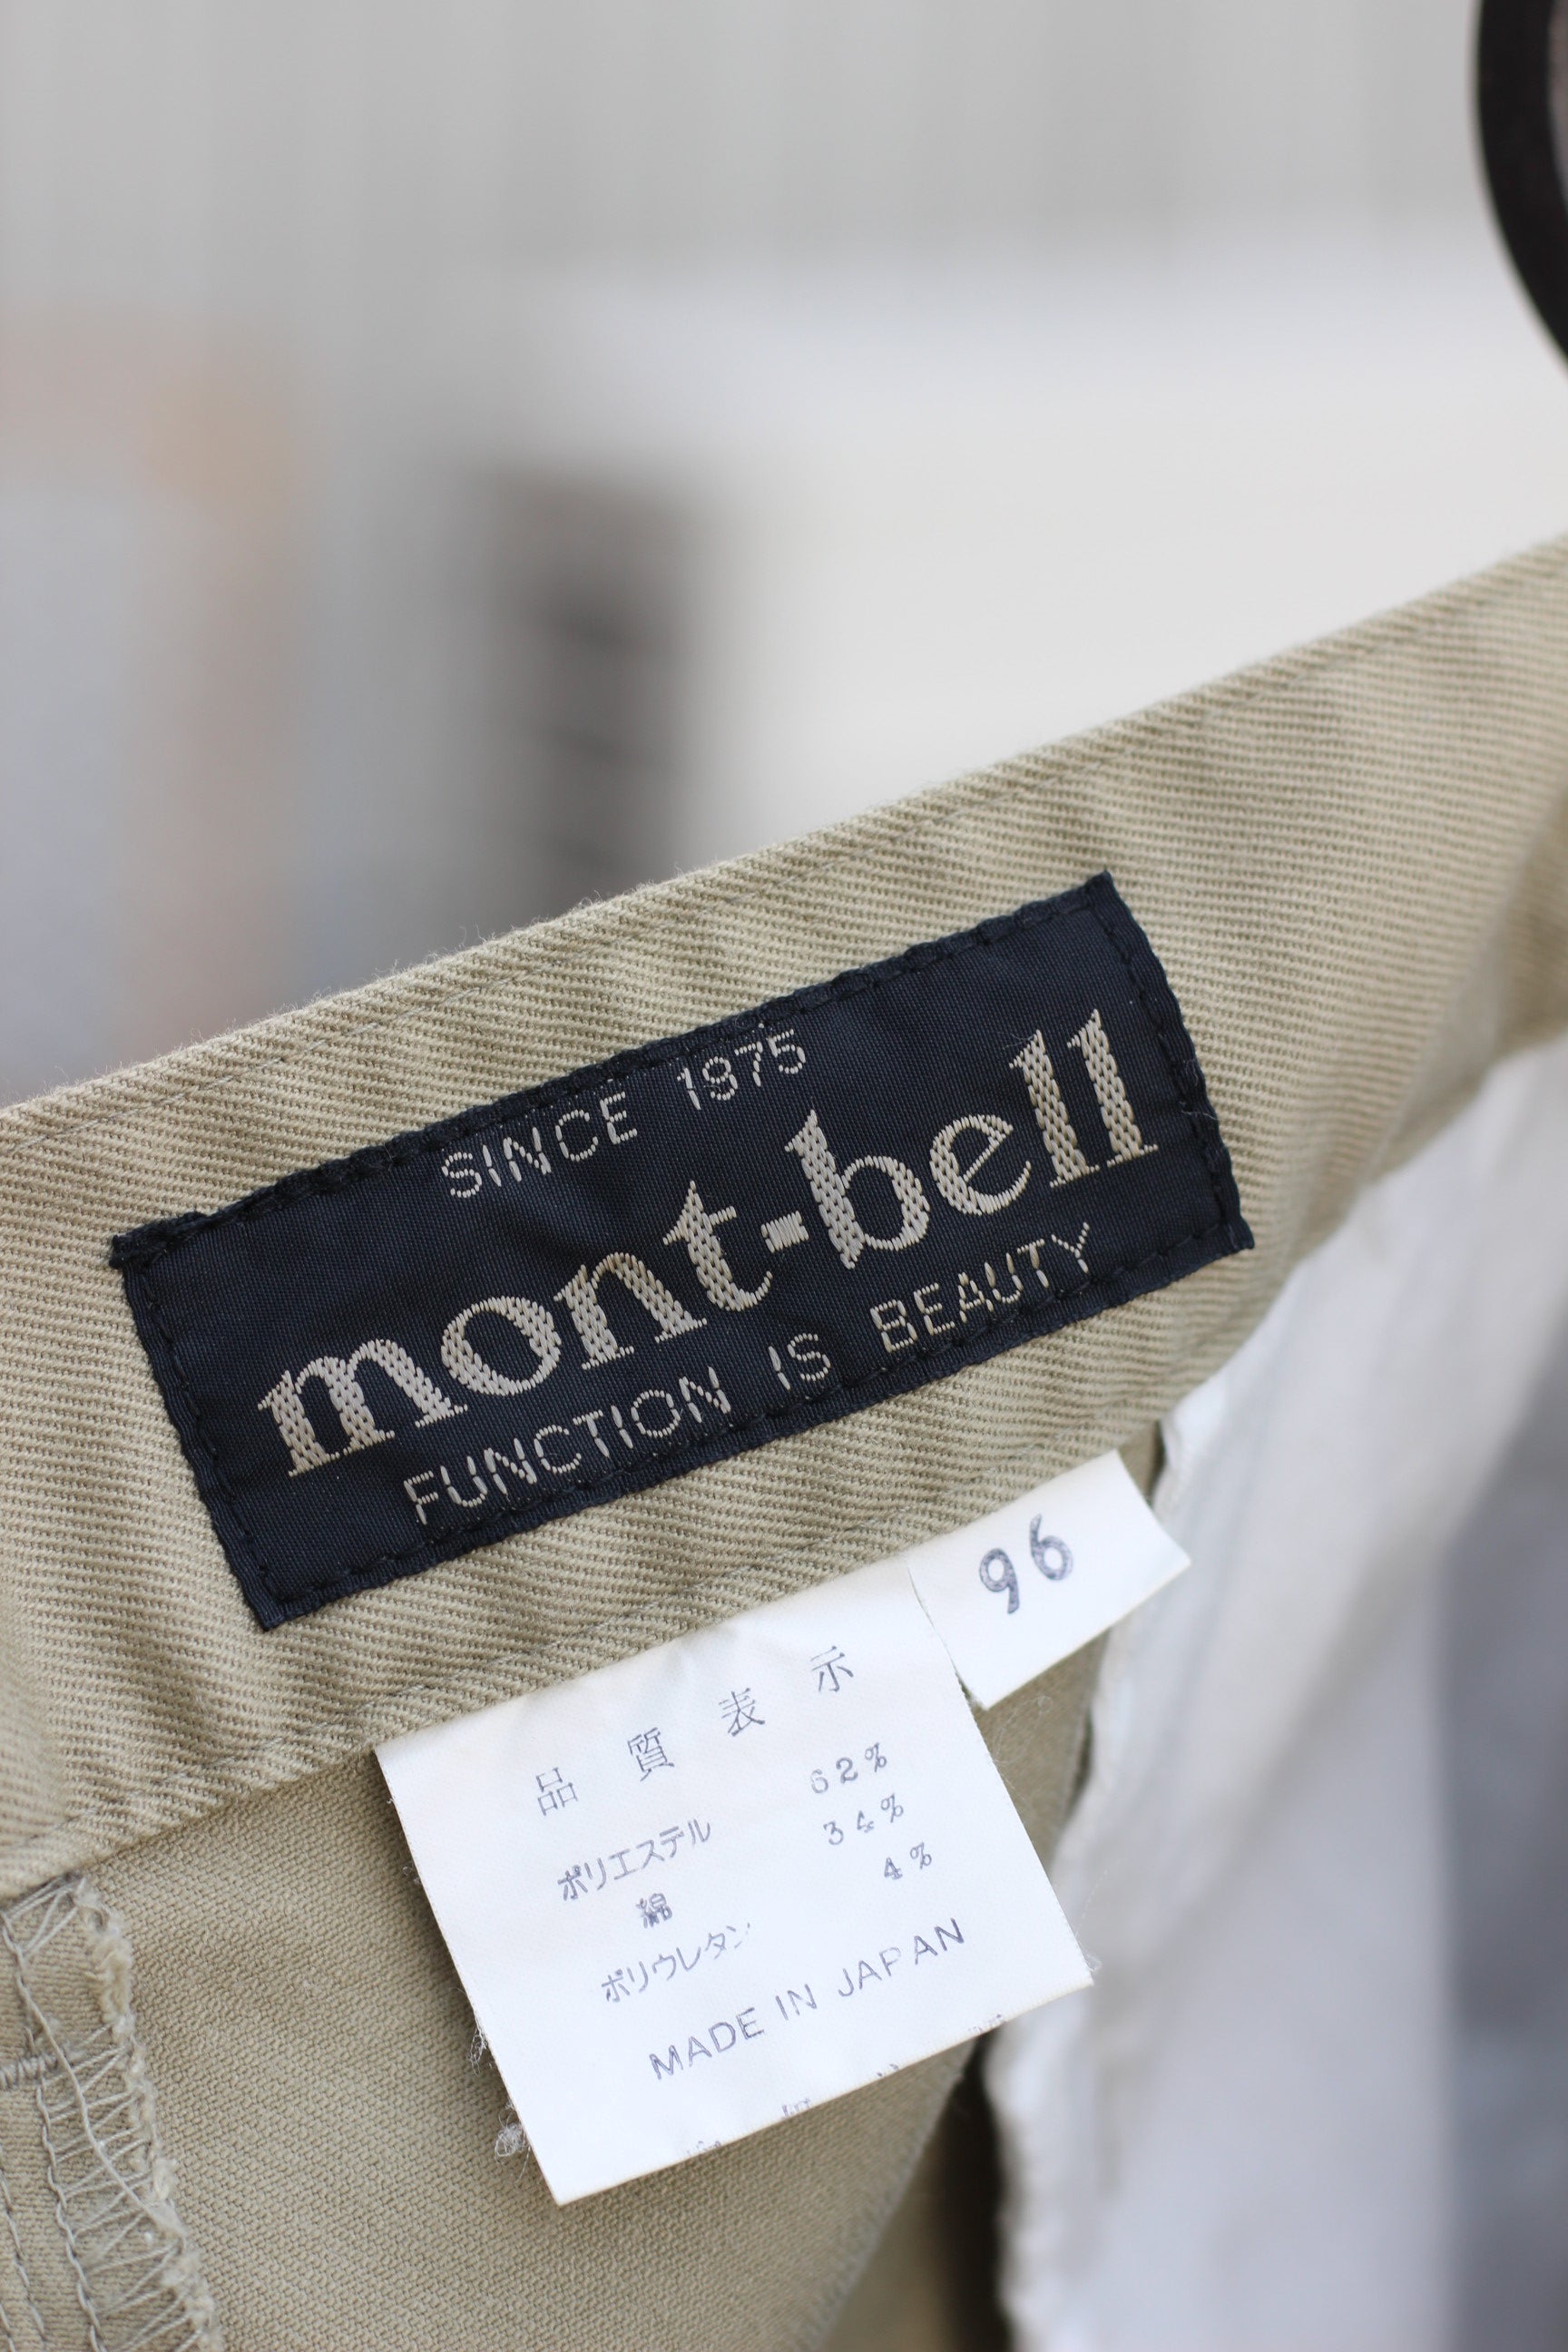 SINCE 1975
mont-bell
FUNCTION IS BEAUTY
96
品質表示
ポリエステル 62%
綿 34%
ポリウレタン 4%
MADE IN JAPAN